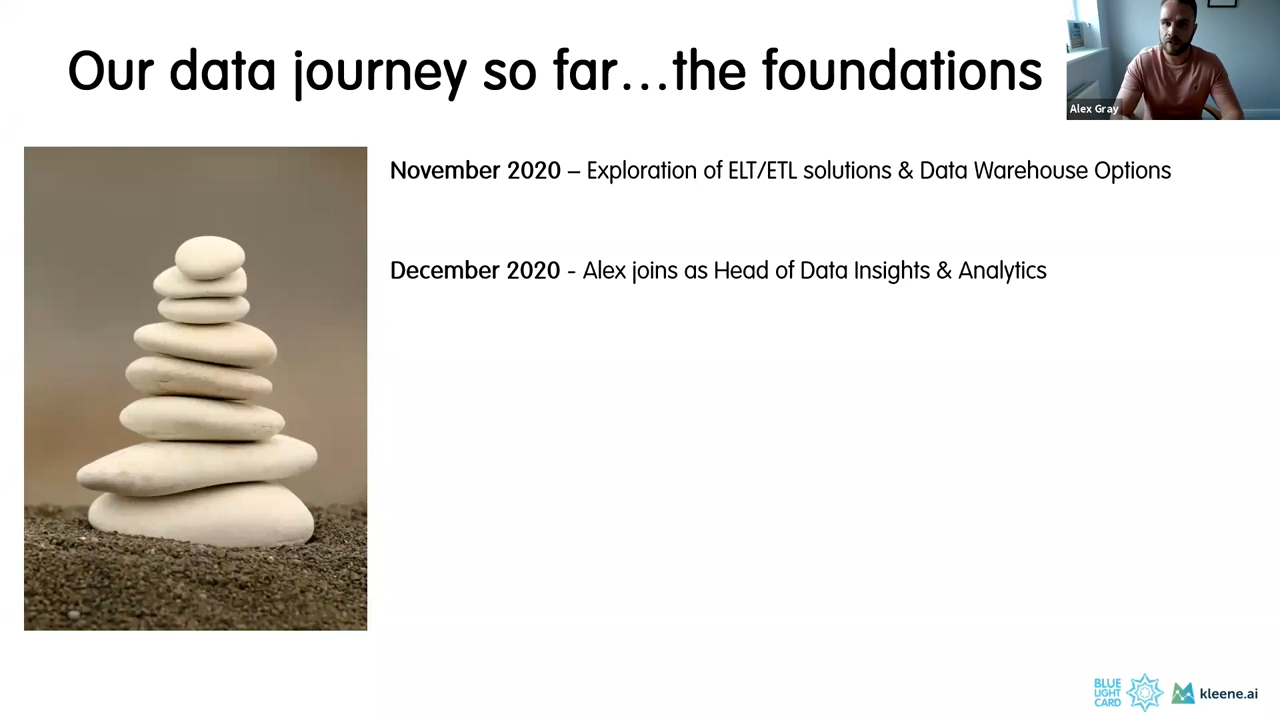 Our data journey so far...the foundations
Alex Gray
November 2020 – Exploration of ELT/ETL solutions & Data Warehouse Options
December 2020 - Alex joins as Head of Data Insights & Analytics
BLUE
LIGHT
CARD
kleene.ai